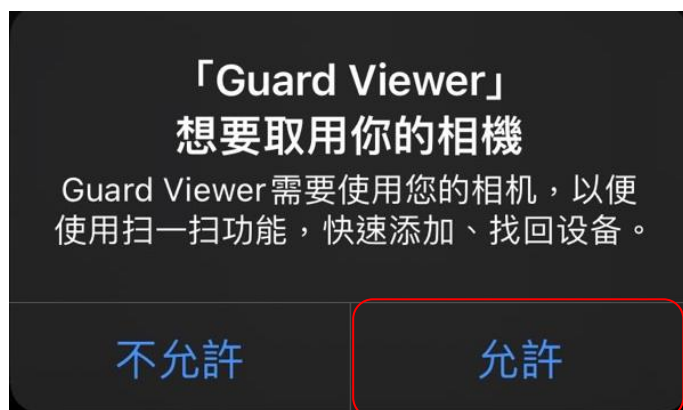 「Guard Viewer」
想要取用你的相機
Guard Viewer需要使用您的相机，以便
使用扫一扫功能，快速添加、找回设备。
不允許
允許